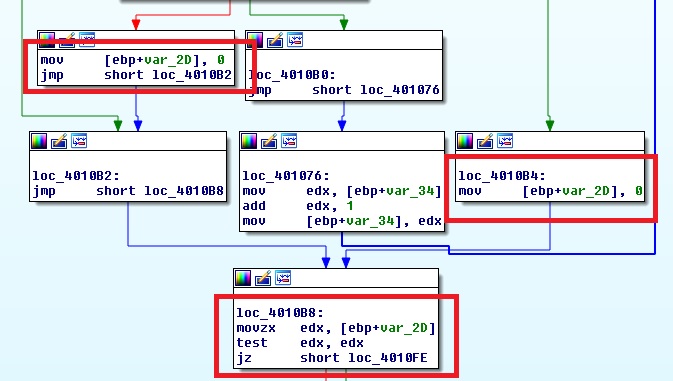 mov     [ebp+var_2D], 0
jmp     short loc_4010B2
loc_4010B0:
jmp     short loc_401076
loc_4010B2:
jmp     short loc_4010B8
loc_401076:
mov     edx, [ebp+var_34]
add     edx, 1
mov     [ebp+var_34], edx
loc_4010B4:
mov     [ebp+var_2D], 0
loc_4010B8:
movzx   edx, [ebp+var_2D]
test    edx, edx
jz      short loc_4010FE